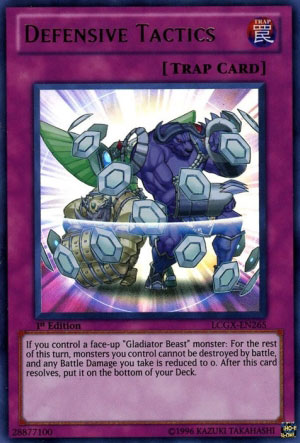 DEFENSIVE TACTICS
TRAP
罠
[TRAP CARD]
1st Edition
LCGX-EN265
If you control a face-up "Gladiator Beast" monster: For the
rest of this turn, monsters you control cannot be destroyed by battle,
and any Battle Damage you take is reduced to 0. After this card
resolves, put it on the bottom of your Deck.
28877100
©1996 KAZUKI TAKAHASHI